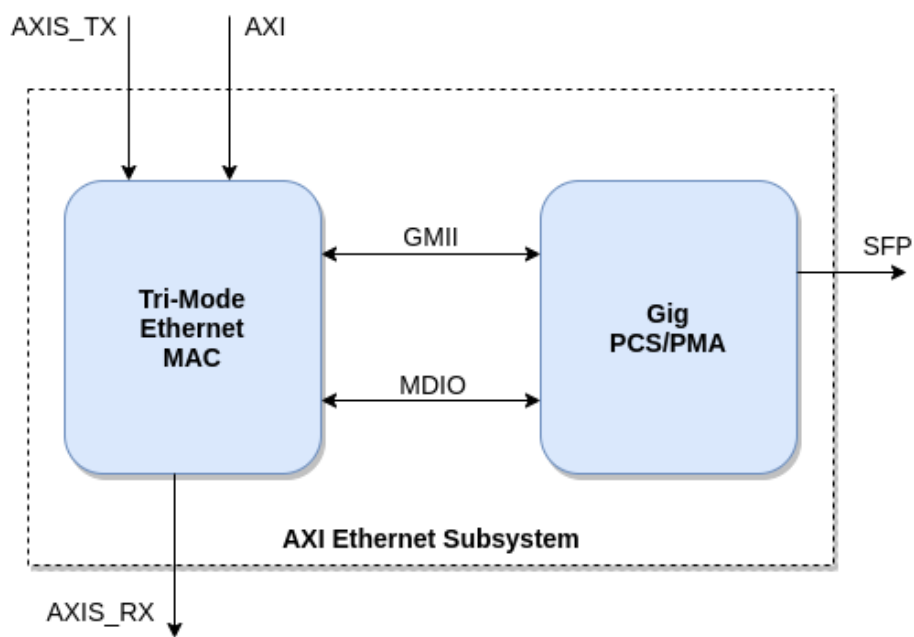 AXIS_TX
AXI
GMII
SFP
Tri-Mode
Ethernet
MAC
Gig
PCS/PMA
MDIO
AXI Ethernet Subsystem
AXIS_RX